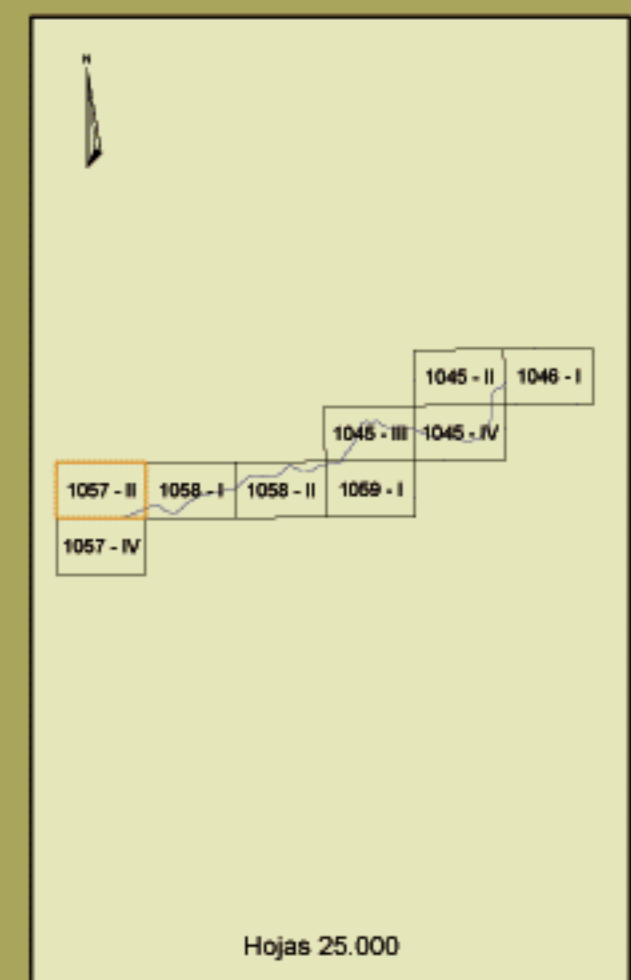 N
1045 - II 1046 - I
1045 - III 1045 - IV
1057 - II 1058 - I 1058 - II 1059 - I
1057 - IV
Hojas 25.000